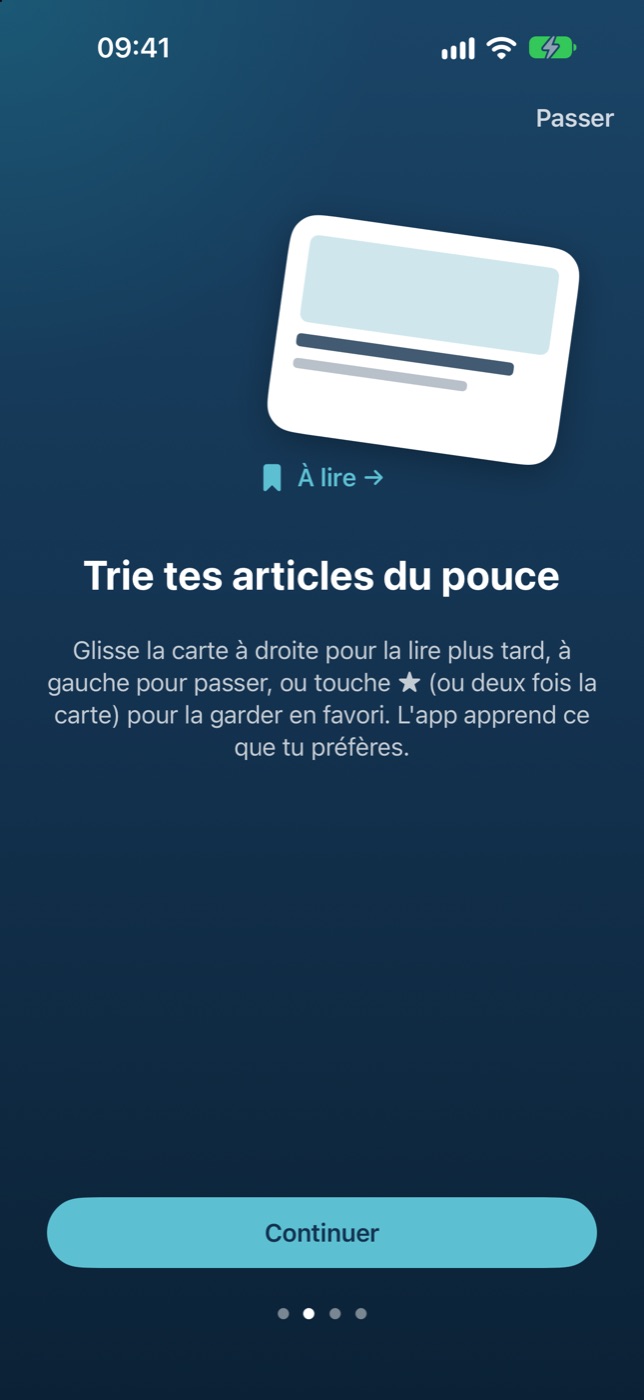 09:41
Passer
À lire →
Trie tes articles du pouce
Glisse la carte à droite pour la lire plus tard, à
gauche pour passer, ou touche ★ (ou deux fois la
carte) pour la garder en favori. L'app apprend ce
que tu préfères.
Continuer